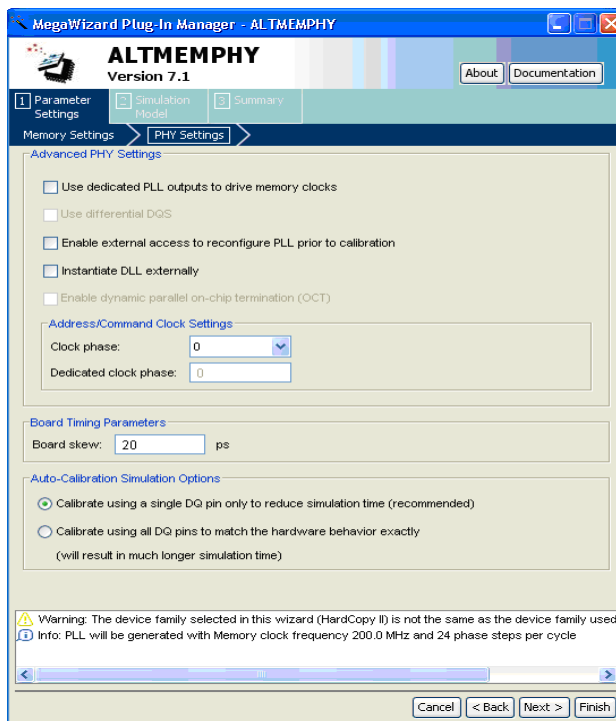 MegaWizard Plug-In Manager - ALTMEMPHY
ALTMEMPHY
Version 7.1
About
Documentation
1 Parameter Settings
2 Simulation Model
3 Summary
Memory Settings
PHY Settings
Advanced PHY Settings
Use dedicated PLL outputs to drive memory clocks
Use differential DQS
Enable external access to reconfigure PLL prior to calibration
Instantiate DLL externally
Enable dynamic parallel on-chip termination (OCT)
Address/Command Clock Settings
Clock phase: 0
Dedicated clock phase: 0
Board Timing Parameters
Board skew: 20 ps
Auto-Calibration Simulation Options
Calibrate using a single DQ pin only to reduce simulation time (recommended)
Calibrate using all DQ pins to match the hardware behavior exactly
(will result in much longer simulation time)
Warning: The device family selected in this wizard (HardCopy II) is not the same as the device family used
Info: PLL will be generated with Memory clock frequency 200.0 MHz and 24 phase steps per cycle
Cancel
< Back
Next >
Finish